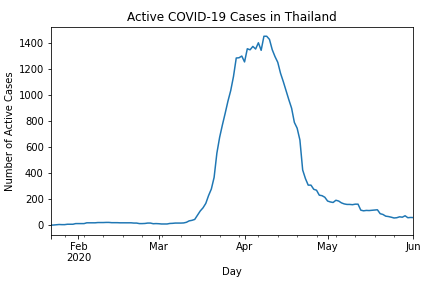 Active COVID-19 Cases in Thailand
1400
1200
1000
800
600
400
200
0
Number of Active Cases
Feb
2020
Mar
Apr
May
Jun
Day